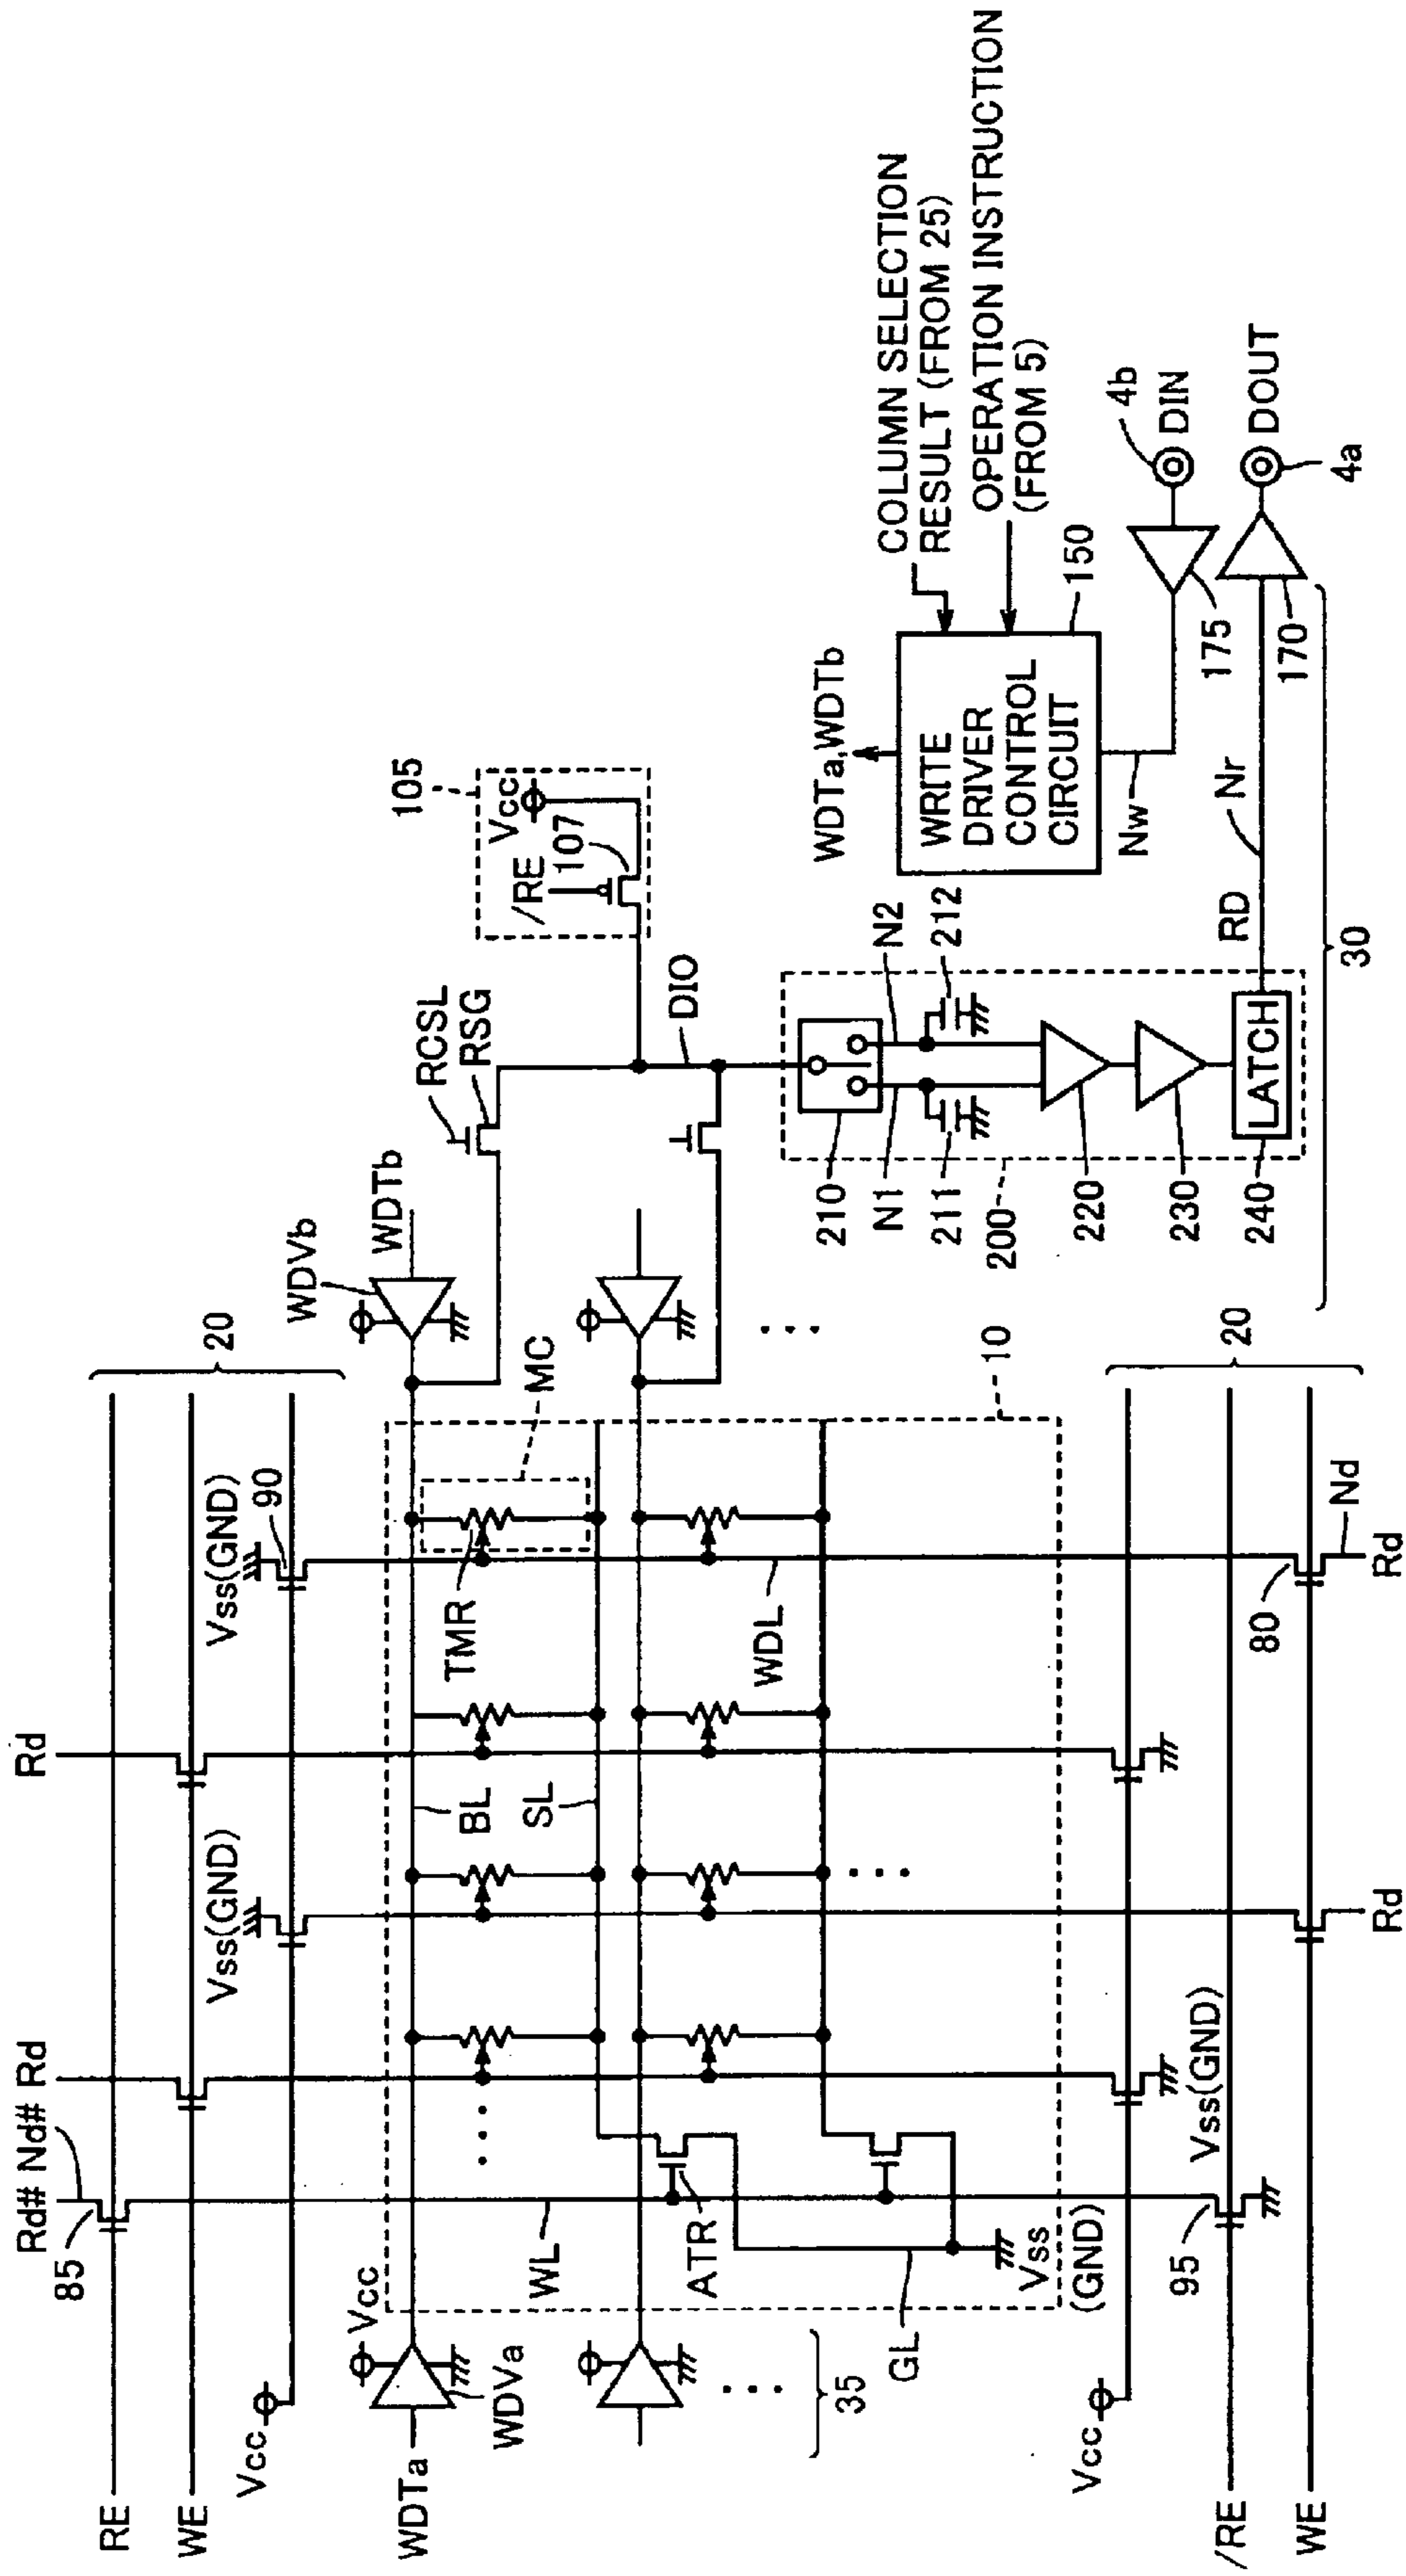 RE
WE
Vcc
WDTa
/RE
WE
Vcc
85
Rd# Nd# Rd
Rd
Vss(GND)
Vss(GND)
90
20
Vcc
WDVa
35
WL
ATR
GL
Vss
(GND)
95
Vss(GND)
BL
SL
TMR
MC
WDL
10
80
Nd
Rd
Rd
20
WDVb
WDTb
RCSL
RSG
DIO
105
Vcc
/RE
107
210
N1
211
200
220
230
240
LATCH
N2
212
RD
Nr
30
WDTa,WDTb
WRITE
DRIVER
CONTROL
CIRCUIT
150
Nw
175
170
COLUMN SELECTION
RESULT (FROM 25)
OPERATION INSTRUCTION
(FROM 5)
4b
DIN
DOUT
4a